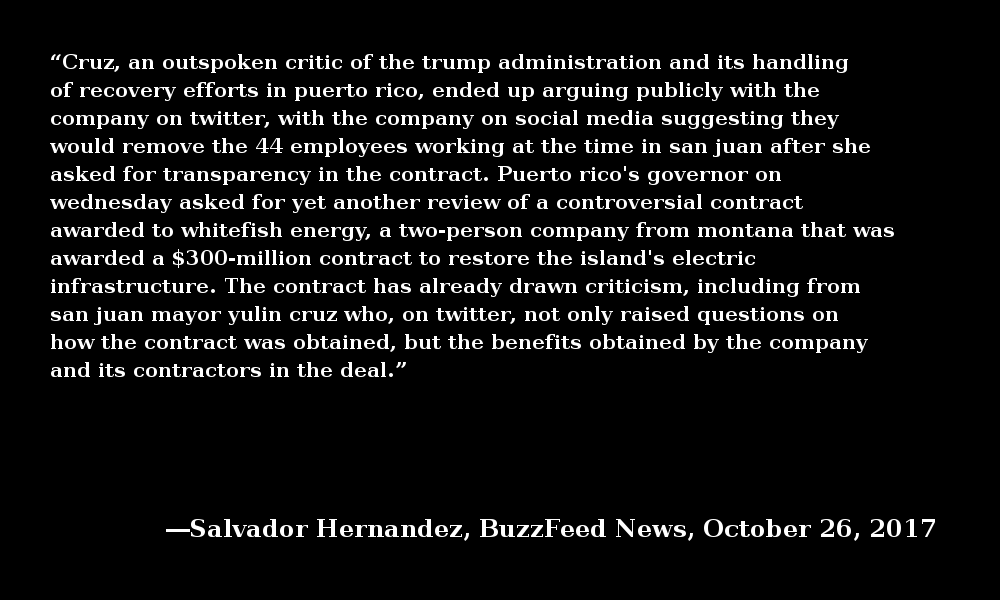 “Cruz, an outspoken critic of the trump administration and its handling
of recovery efforts in puerto rico, ended up arguing publicly with the
company on twitter, with the company on social media suggesting they
would remove the 44 employees working at the time in san juan after she
asked for transparency in the contract. Puerto rico's governor on
wednesday asked for yet another review of a controversial contract
awarded to whitefish energy, a two-person company from montana that was
awarded a $300-million contract to restore the island's electric
infrastructure. The contract has already drawn criticism, including from
san juan mayor yulin cruz who, on twitter, not only raised questions on
how the contract was obtained, but the benefits obtained by the company
and its contractors in the deal.”
—Salvador Hernandez, BuzzFeed News, October 26, 2017